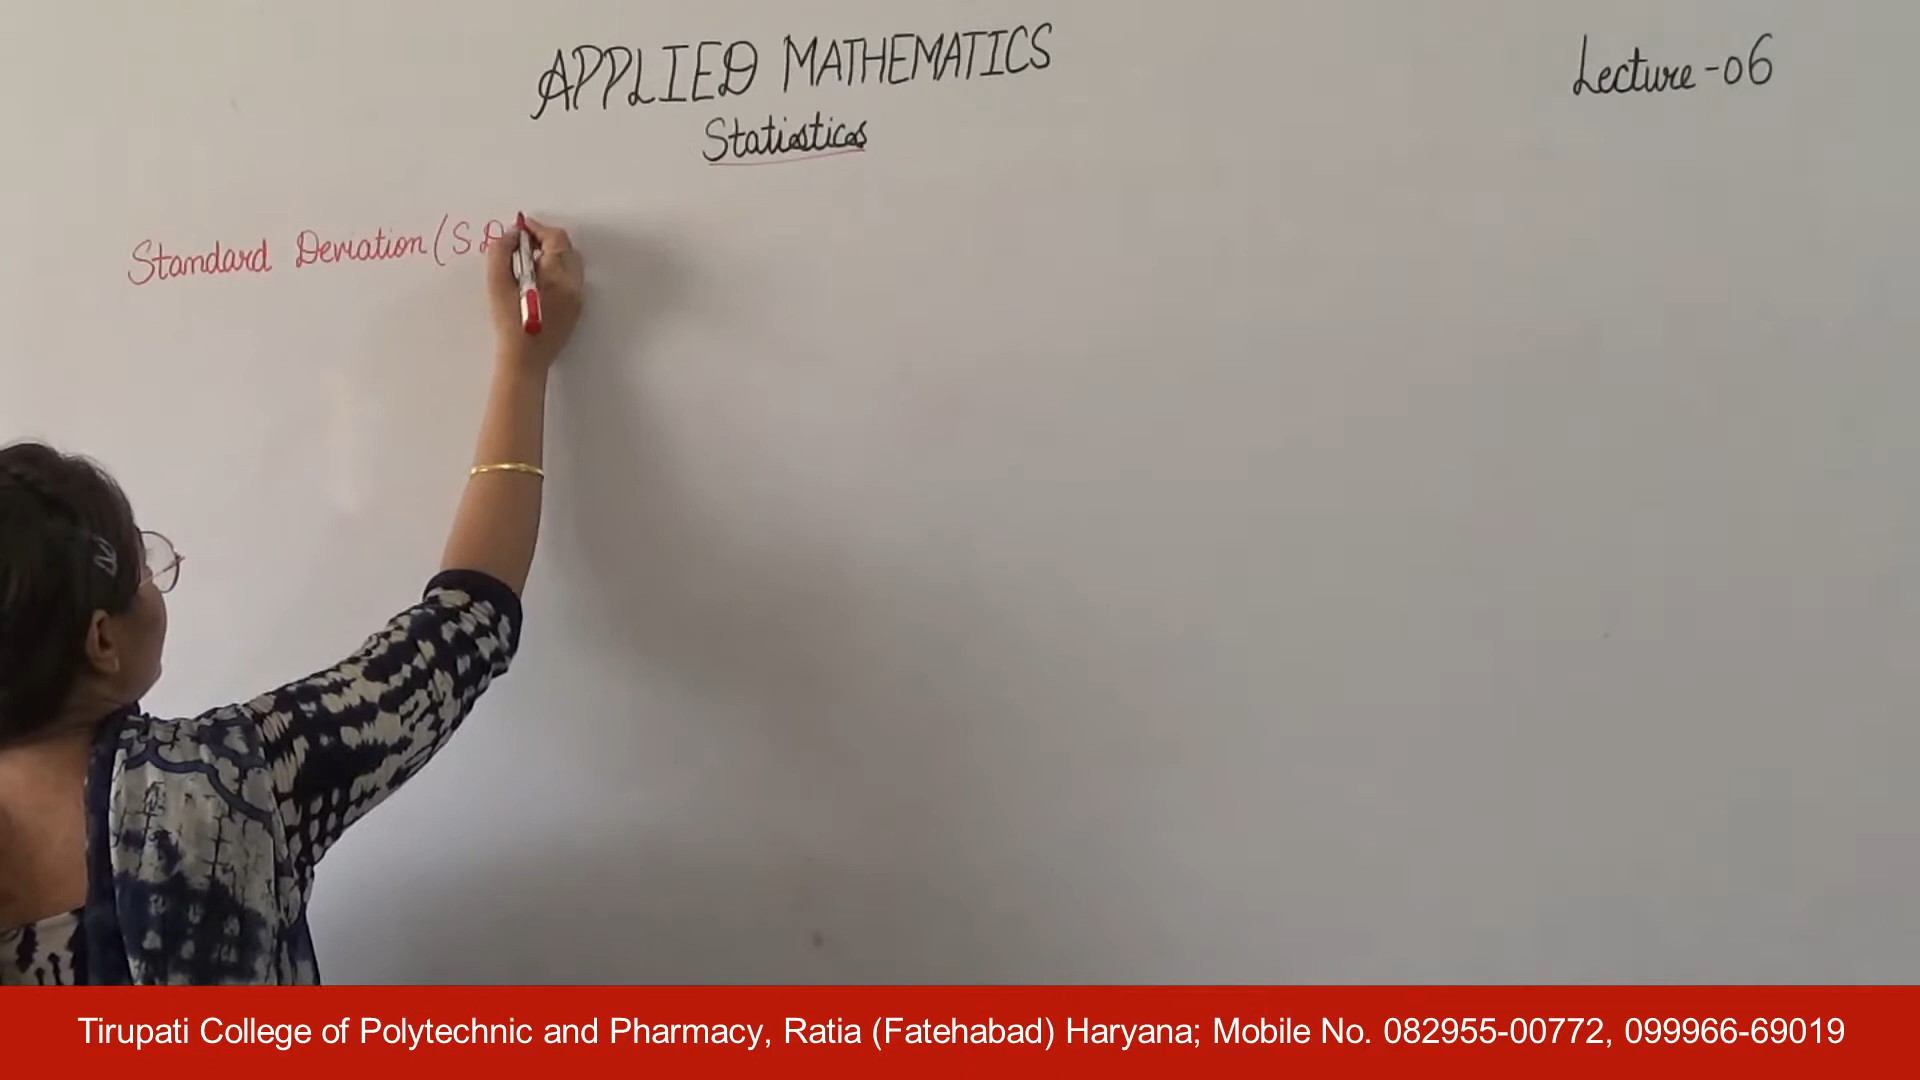 APPLIED MATHEMATICS
Lecture-06
Statistics
Standard Deviation (S D
Tirupati College of Polytechnic and Pharmacy, Ratia (Fatehabad) Haryana; Mobile No. 082955-00772, 099966-69019